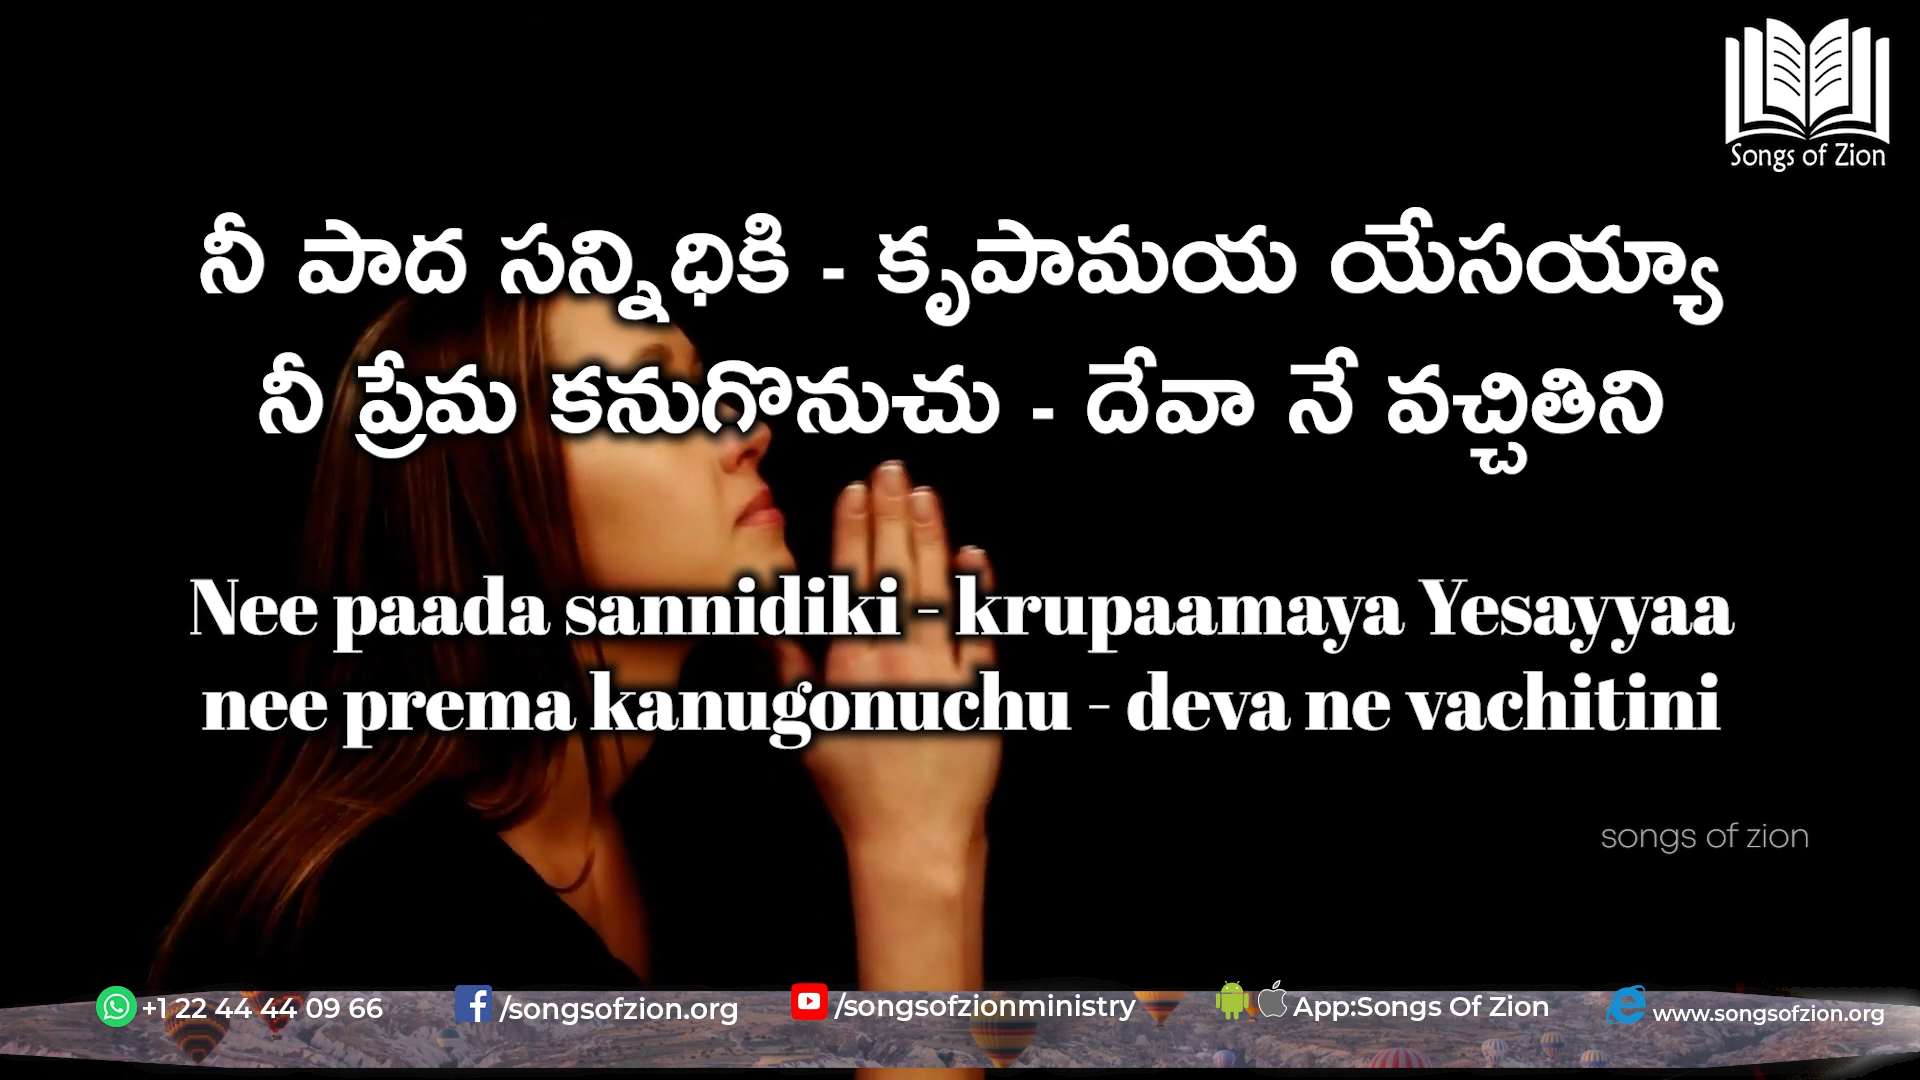 Songs of Zion
నీ పాద సన్నిధికి - కృపామయ యేసయ్యా
నీ ప్రేమ కనుగొనుచు - దేవా నే వచ్చితిని
Nee paada sannidiki - krupaamaya Yesayyaa
nee prema kanugonuchu - deva ne vachitini
songs of zion
+1 22 44 44 09 66 /songsofzion.org /songsofzionministry App:Songs Of Zion www.songsofzion.org